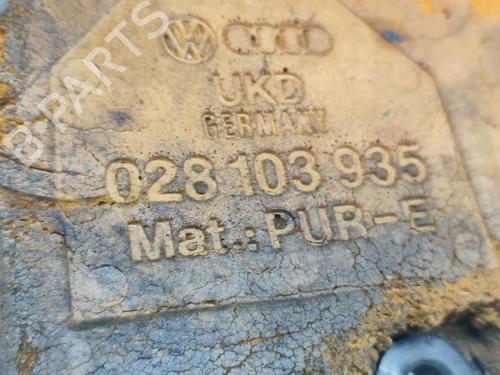 UKD
GERMANY
028 103 935
Mat.: PUR-E
B-PARTS